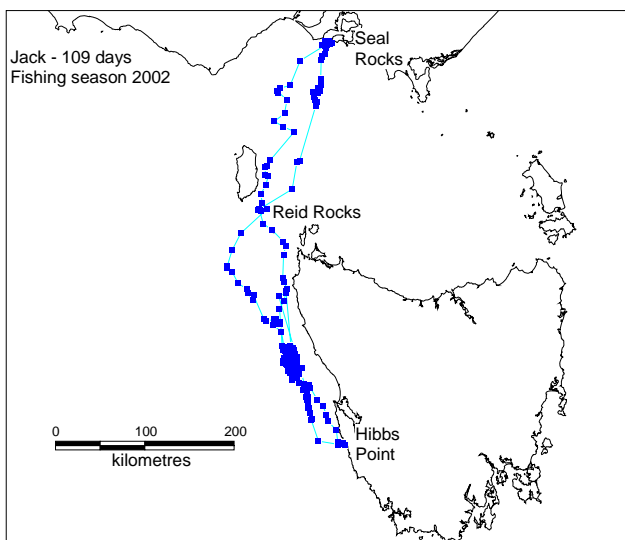 Seal
Rocks
Jack - 109 days
Fishing season 2002
Reid Rocks
Hibbs
Point
0 100 200
kilometres